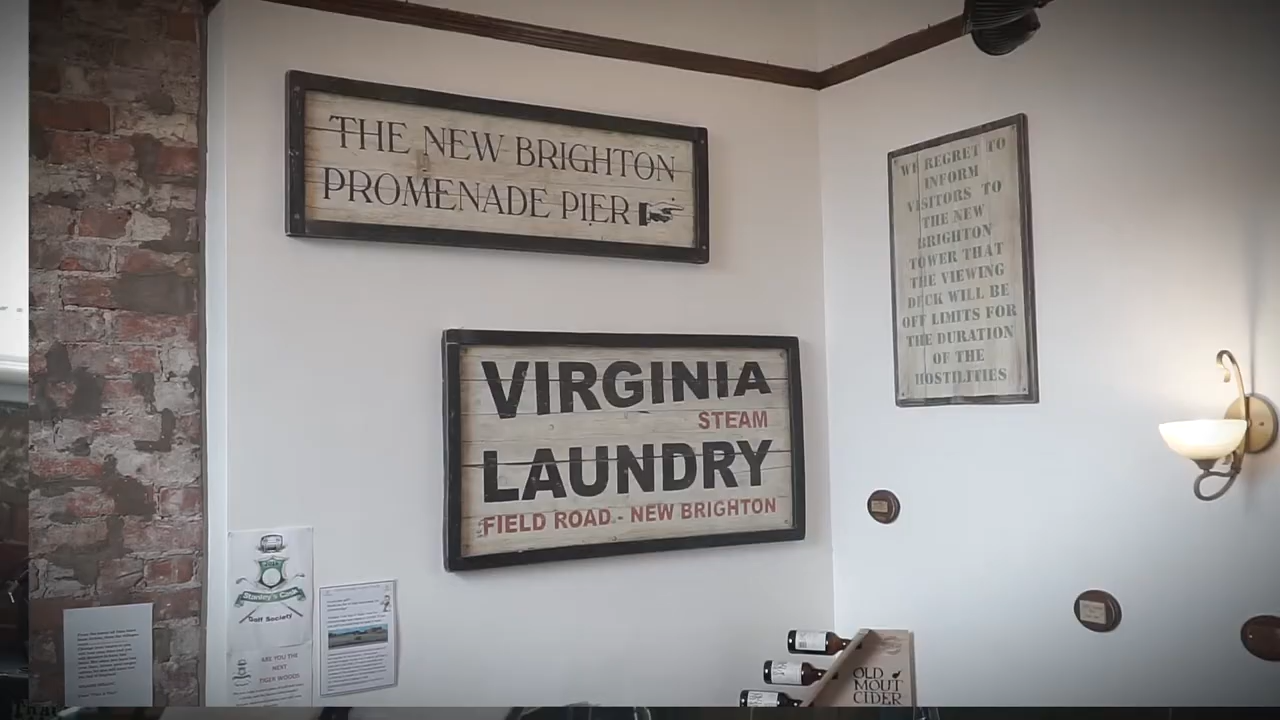 THE NEW BRIGHTON
PROMENADE PIER
VIRGINIA
STEAM
LAUNDRY
FIELD ROAD - NEW BRIGHTON
WE REGRET TO
INFORM
VISITORS TO
THE NEW
BRIGHTON
TOWER THAT
THE VIEWING
DECK WILL BE
OFF LIMITS FOR
THE DURATION
OF THE
HOSTILITIES
Stanley's Cask
Golf Society
ARE YOU THE
NEXT
TIGER WOODS
OLD
MOUT
CIDER